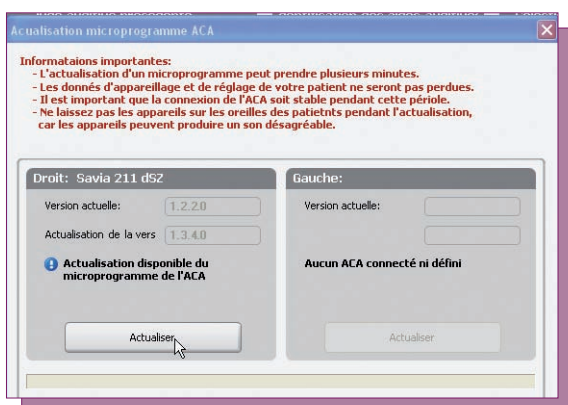 Acualisation microprogramme ACA
Informataions importantes:
- L'actualisation d'un microprogramme peut prendre plusieurs minutes.
- Les donnés d'appareillage et de réglage de votre patient ne seront pas perdues.
- Il est important que la connexion de l'ACA soit stable pendant cette périole.
- Ne laissez pas les appareils sur les oreilles des patietnts pendant l'actualisation,
car les appareils peuvent produire un son désagréable.
Droit: Savia 211 dSZ
Version actuelle: 1.2.2.0
Actualisation de la vers 1.3.4.0
Actualisation disponible du
microprogramme de l'ACA
Actualiser
Gauche:
Version actuelle:
Aucun ACA connecté ni défini
Actualiser